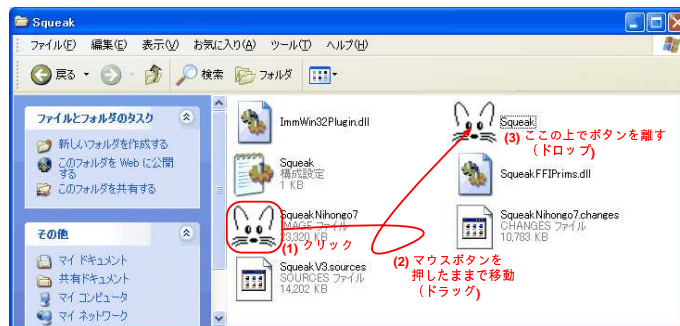 Squeak
ファイル(F) 編集(E) 表示(V) お気に入り(A) ツール(T) ヘルプ(H)
戻る 検索 フォルダ
ファイルとフォルダのタスク
新しいフォルダを作成する
このフォルダを Web に公開
する
このフォルダを共有する
その他
マイ ドキュメント
共有ドキュメント
マイ コンピュータ
マイ ネットワーク
ImmWin32Plugin.dll
Squeak
(3) ここの上でボタンを離す
(ドロップ)
Squeak
構成設定
1 KB
SqueakFFIPrims.dll
SqueakNihongo7
IMAGE ファイル
23,320 KB
(1) クリック
SqueakNihongo7.changes
CHANGES ファイル
10,783 KB
(2) マウスボタンを
押したままで移動
(ドラッグ)
SqueakV3.sources
SOURCES ファイル
14,202 KB